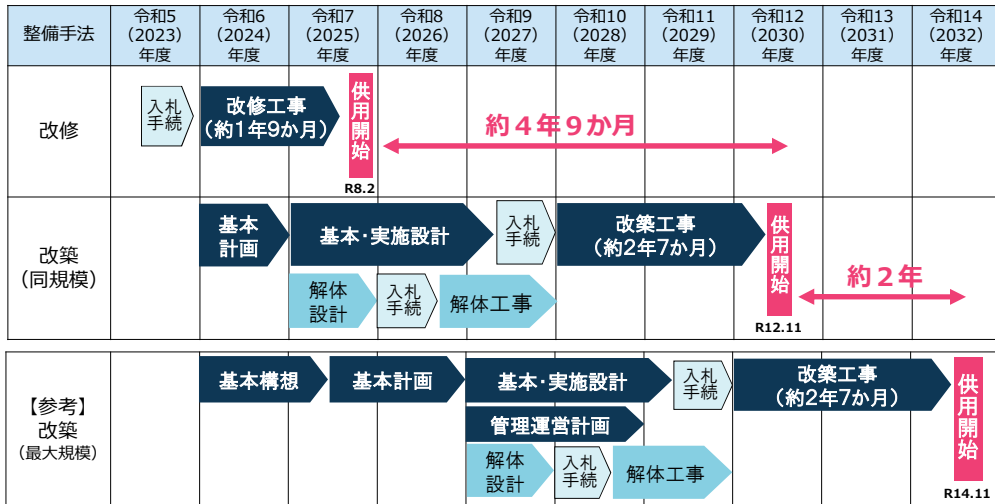 整備手法
令和5
(2023)
年度
令和6
(2024)
年度
令和7
(2025)
年度
令和8
(2026)
年度
令和9
(2027)
年度
令和10
(2028)
年度
令和11
(2029)
年度
令和12
(2030)
年度
令和13
(2031)
年度
令和14
(2032)
年度
改修
入札
手続
改修工事
(約1年9か月)
供用開始
R8.2
約４年９か月
改築
(同規模)
基本
計画
基本・実施設計
入札
手続
改築工事
(約2年7か月)
供用開始
R12.11
約２年
解体
設計
入札
手続
解体工事
【参考】
改築
(最大規模)
基本構想
基本計画
基本・実施設計
入札
手続
改築工事
(約2年7か月)
供用開始
R14.11
管理運営計画
解体
設計
入札
手続
解体工事